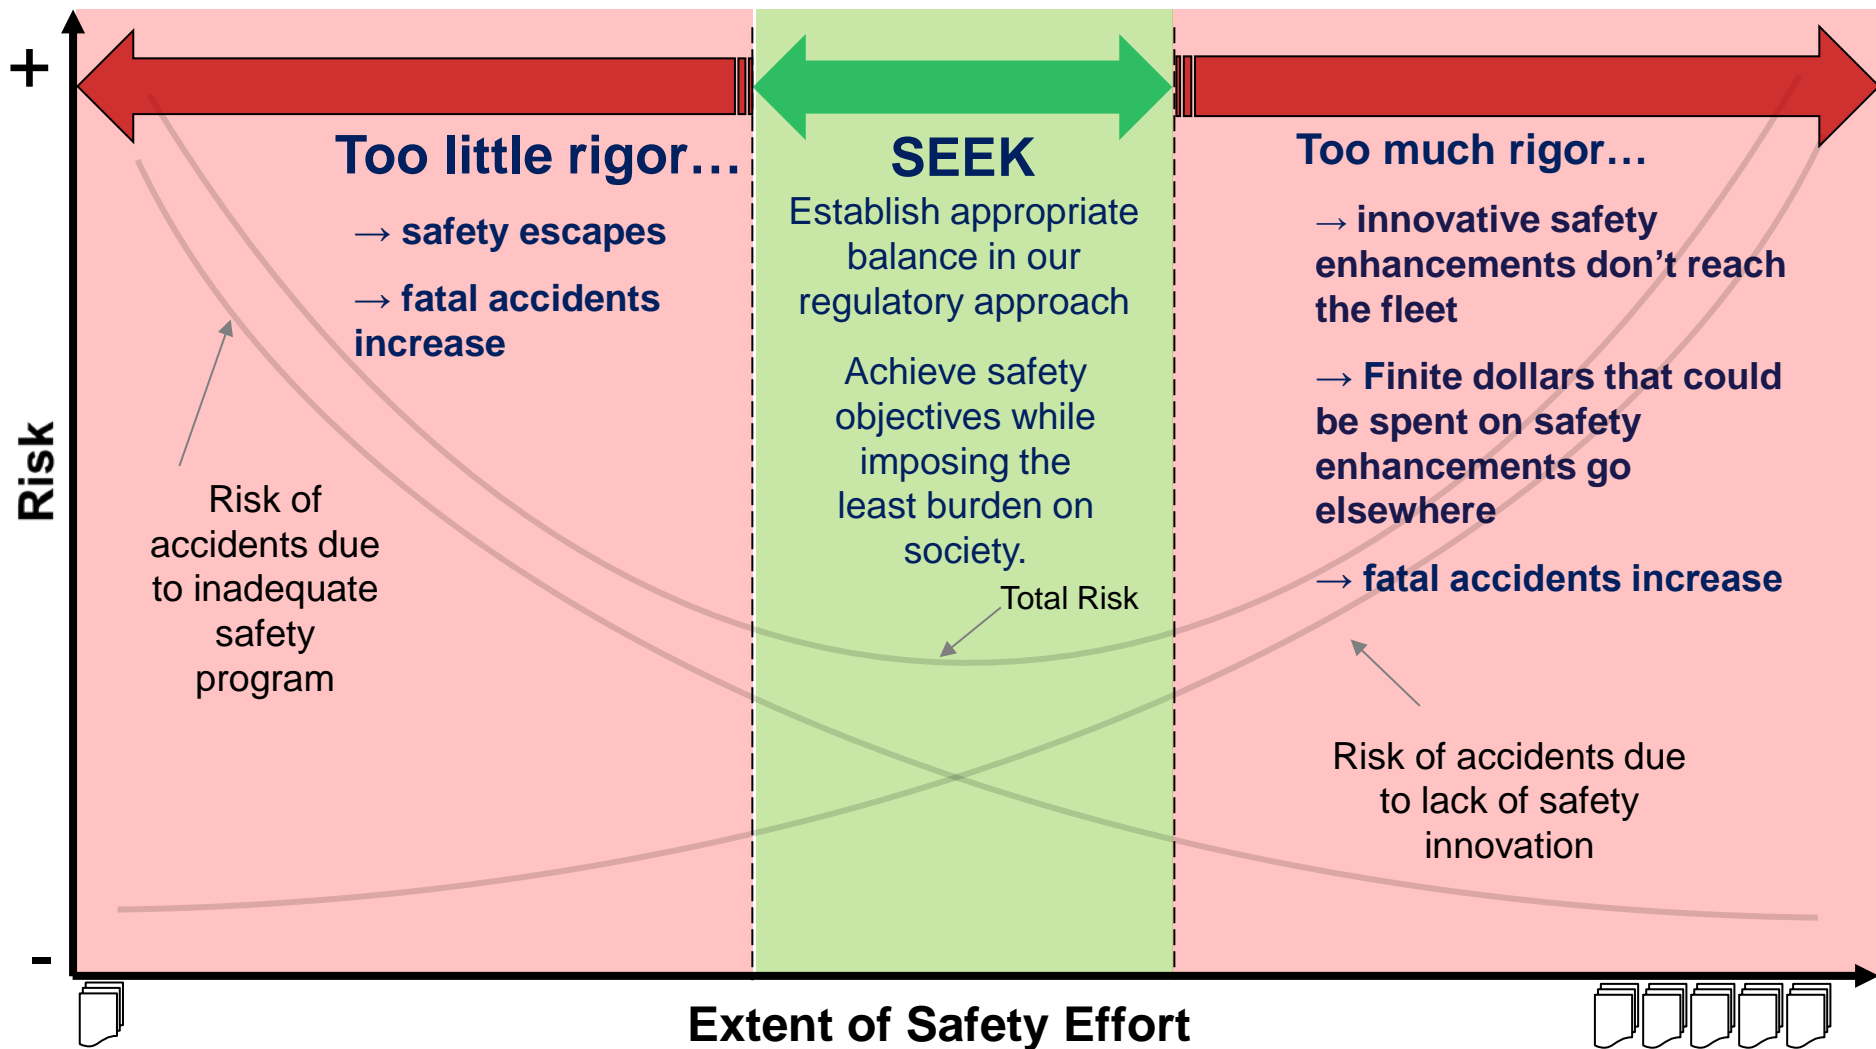 +
Too little rigor…
→ safety escapes
→ fatal accidents
increase
Risk of
accidents due
to inadequate
safety
program
SEEK
Establish appropriate
balance in our
regulatory approach
Achieve safety
objectives while
imposing the
least burden on
society.
Total Risk
Too much rigor…
→ innovative safety
enhancements don’t reach
the fleet
→ Finite dollars that could
be spent on safety
enhancements go
elsewhere
→ fatal accidents increase
Risk of accidents due
to lack of safety
innovation
Risk
-
Extent of Safety Effort